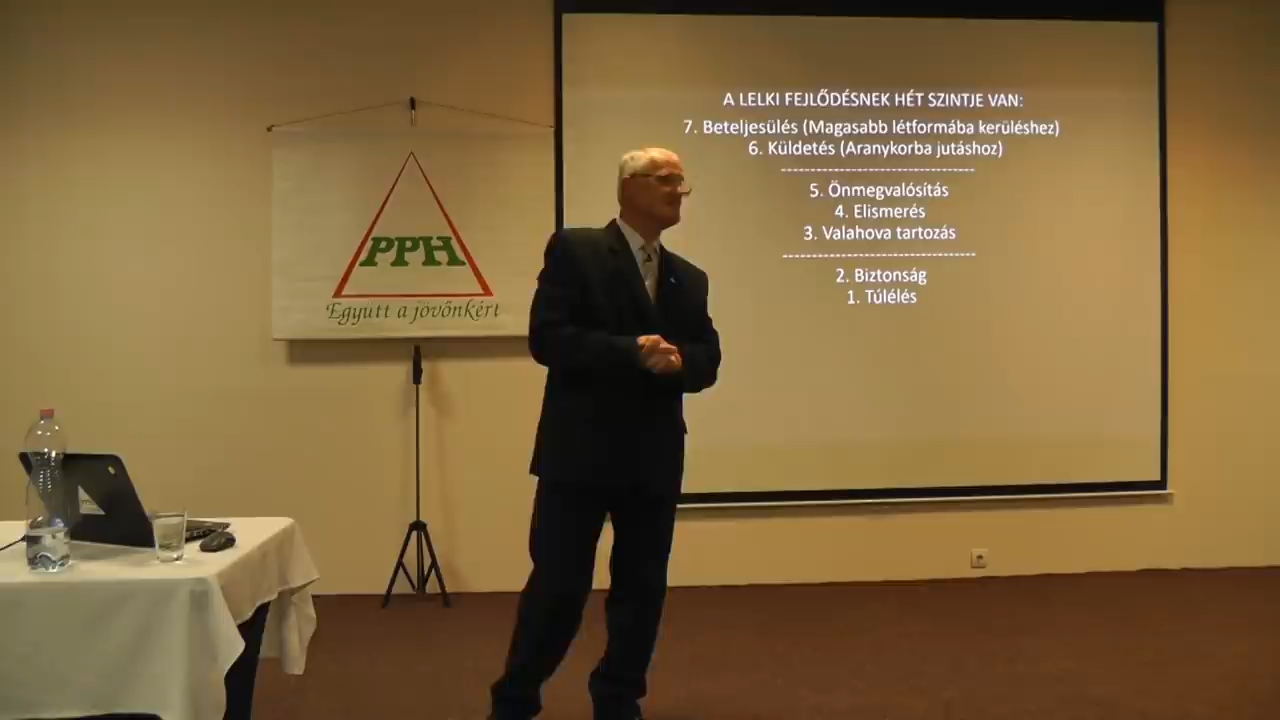 A LELKI FEJLŐDÉSNEK HÉT SZINTJE VAN:
7. Beteljesülés (Magasabb létformába kerüléshez)
6. Küldetés (Aranykorba jutáshoz)
-----------------------------------
5. Önmegvalósítás
4. Elismerés
3. Valahova tartozás
-----------------------------------
2. Biztonság
1. Túlélés
PPH
Együtt a jövőnkért